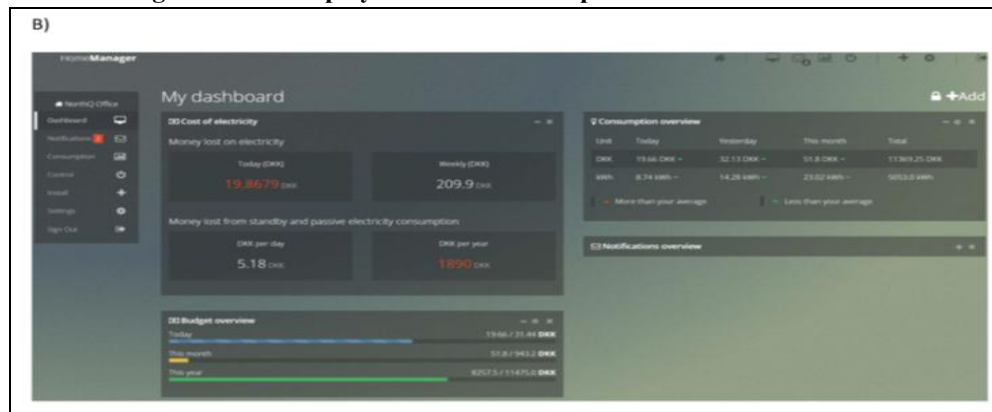 B)
HomeManager
NorthQ Office
Dashboard
Notifications 2
Consumption
Control
Install
Settings
Sign Out
My dashboard
+Add
Cost of electricity
Money lost on electricity
Today (DKK)
19.8679 DKK
Weekly (DKK)
209.9 DKK
Money lost from standby and passive electricity consumption
DKK per day
5.18 DKK
DKK per year
1890 DKK
Budget overview
Today 19.66 / 31.44 DKK
This month 51.8 / 943.2 DKK
This year 8257.5 / 11475.0 DKK
Consumption overview
Unit Today Yesterday This month Total
DKK 19.66 DKK 32.13 DKK 51.8 DKK 11369.25 DKK
kWh 8.74 kWh 14.28 kWh 23.02 kWh 5053.0 kWh
More than your average Less than your average
Notifications overview